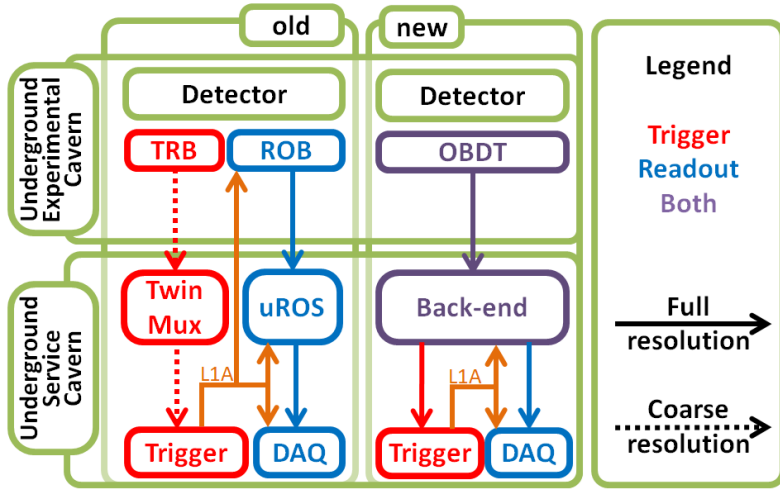 old
new
Legend
Underground
Experimental
Cavern
Detector
Detector
TRB
ROB
OBDT
Trigger
Readout
Both
Underground
Service
Cavern
Twin
Mux
uROS
Back-end
Full
resolution
L1A
L1A
Coarse
resolution
Trigger
DAQ
Trigger
DAQ